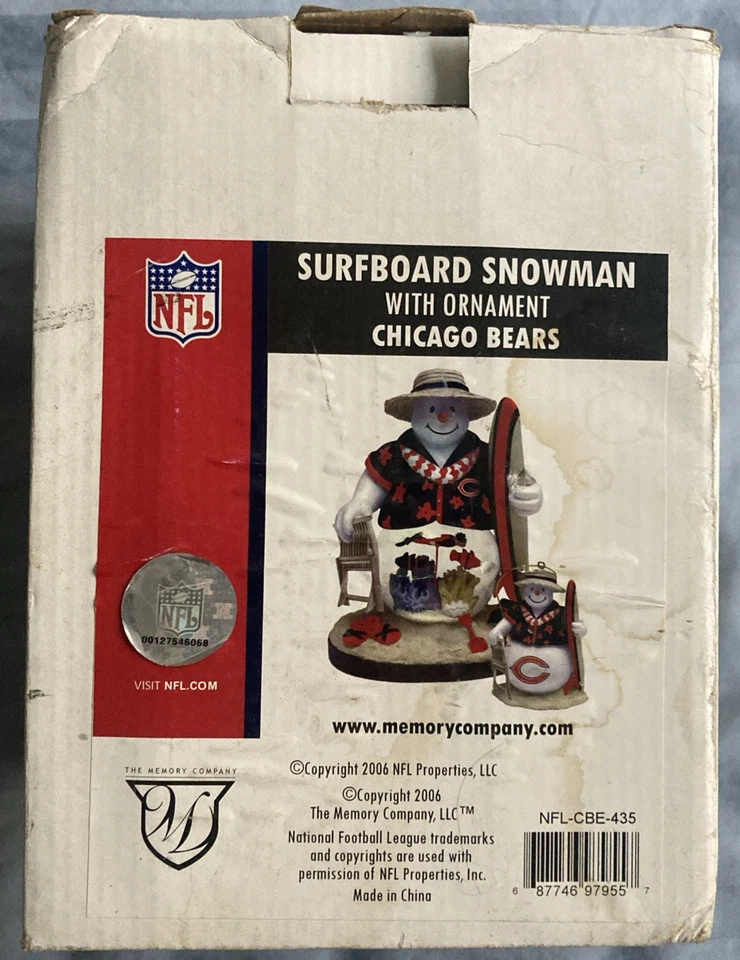 NFL
SURFBOARD SNOWMAN
WITH ORNAMENT
CHICAGO BEARS
C
C
NFL
00127546068
VISIT NFL.COM
www.memorycompany.com
THE MEMORY COMPANY
M
©Copyright 2006 NFL Properties, LLC
©Copyright 2006
The Memory Company, LLC™
National Football League trademarks
and copyrights are used with
permission of NFL Properties, Inc.
Made in China
NFL-CBE-435
6 87746 97955 7